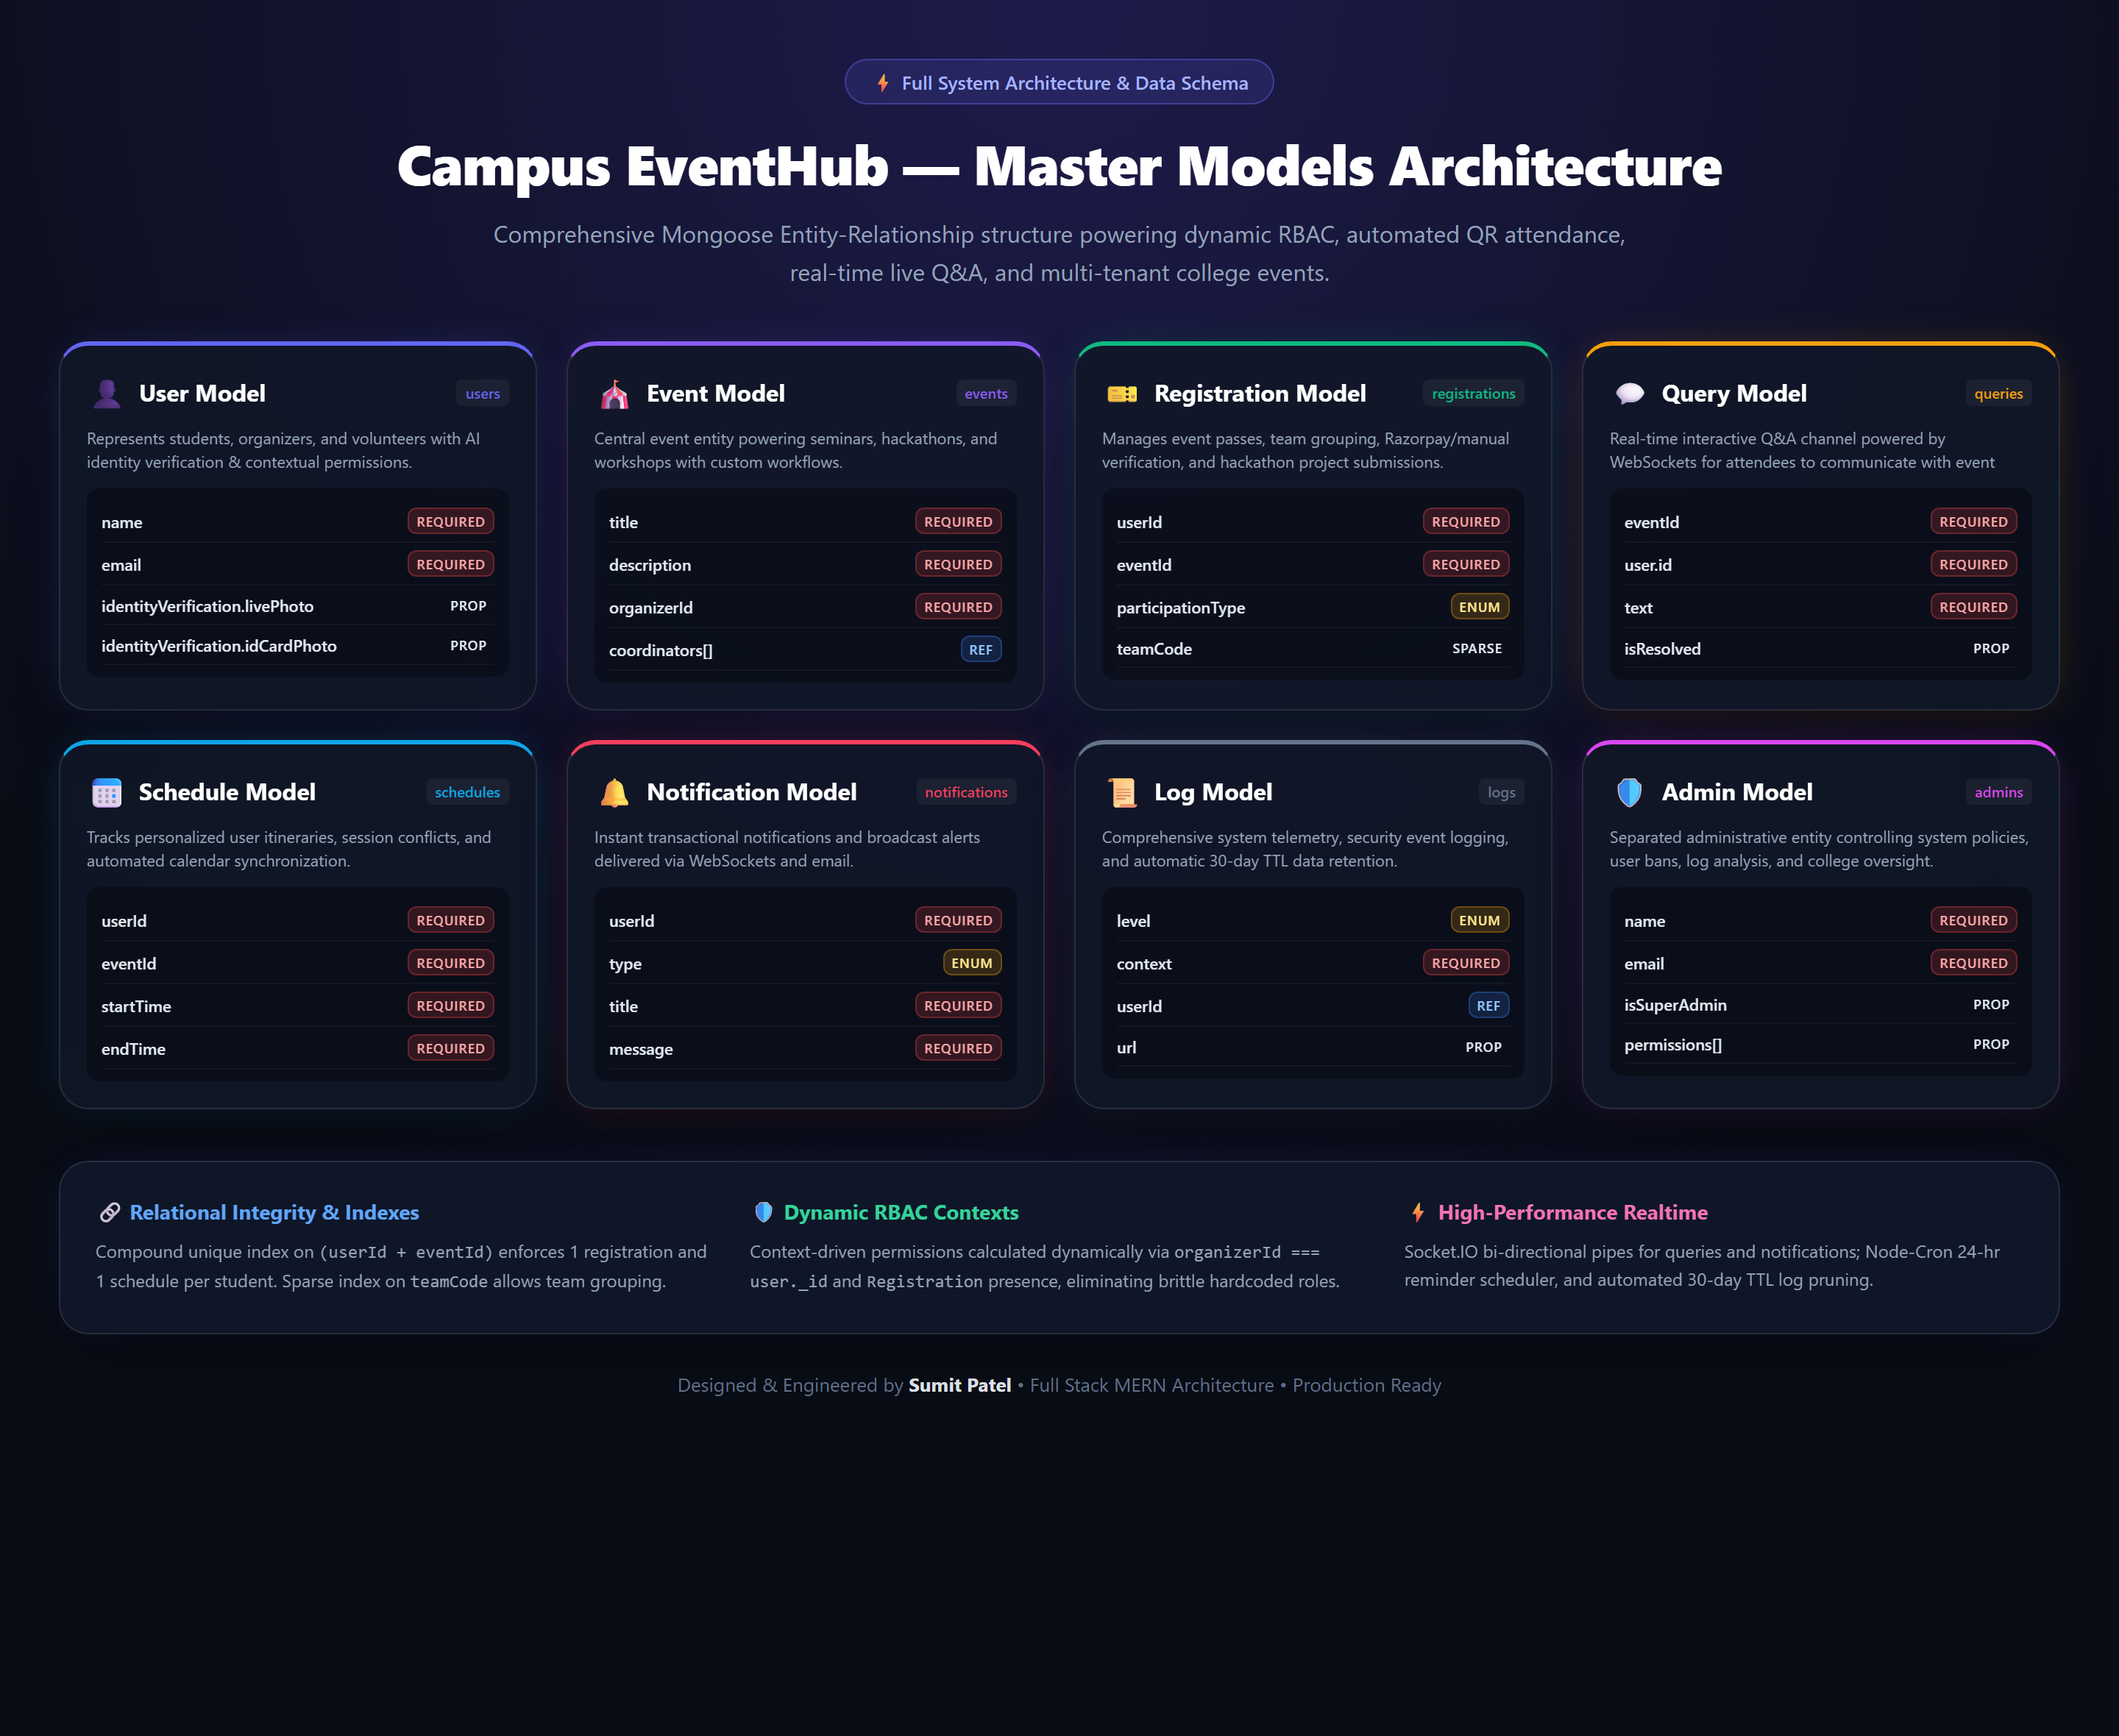 ⚡ Full System Architecture & Data Schema
Campus EventHub — Master Models Architecture
Comprehensive Mongoose Entity-Relationship structure powering dynamic RBAC, automated QR attendance,
real-time live Q&A, and multi-tenant college events.
User Model
users
Represents students, organizers, and volunteers with AI
identity verification & contextual permissions.
name REQUIRED
email REQUIRED
identityVerification.livePhoto PROP
identityVerification.idCardPhoto PROP
Event Model
events
Central event entity powering seminars, hackathons, and
workshops with custom workflows.
title REQUIRED
description REQUIRED
organizerId REQUIRED
coordinators[] REF
Registration Model
registrations
Manages event passes, team grouping, Razorpay/manual
verification, and hackathon project submissions.
userId REQUIRED
eventId REQUIRED
participationType ENUM
teamCode SPARSE
Query Model
queries
Real-time interactive Q&A channel powered by
WebSockets for attendees to communicate with event
eventId REQUIRED
user.id REQUIRED
text REQUIRED
isResolved PROP
Schedule Model
schedules
Tracks personalized user itineraries, session conflicts, and
automated calendar synchronization.
userId REQUIRED
eventId REQUIRED
startTime REQUIRED
endTime REQUIRED
Notification Model
notifications
Instant transactional notifications and broadcast alerts
delivered via WebSockets and email.
userId REQUIRED
type ENUM
title REQUIRED
message REQUIRED
Log Model
logs
Comprehensive system telemetry, security event logging,
and automatic 30-day TTL data retention.
level ENUM
context REQUIRED
userId REF
url PROP
Admin Model
admins
Separated administrative entity controlling system policies,
user bans, log analysis, and college oversight.
name REQUIRED
email REQUIRED
isSuperAdmin PROP
permissions[] PROP
Relational Integrity & Indexes
Compound unique index on (userId + eventId) enforces 1 registration and
1 schedule per student. Sparse index on teamCode allows team grouping.
Dynamic RBAC Contexts
Context-driven permissions calculated dynamically via organizerId ===
user._id and Registration presence, eliminating brittle hardcoded roles.
High-Performance Realtime
Socket.IO bi-directional pipes for queries and notifications; Node-Cron 24-hr
reminder scheduler, and automated 30-day TTL log pruning.
Designed & Engineered by Sumit Patel • Full Stack MERN Architecture • Production Ready